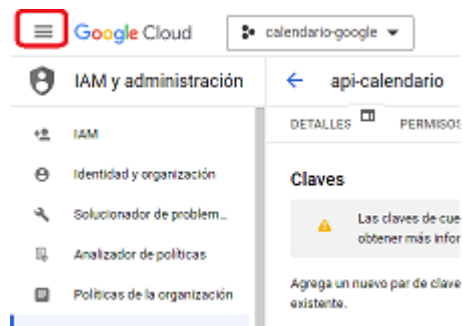 Google Cloud
calendario-google
IAM y administración
api-calendario
DETALLES
PERMISOS
IAM
Identidad y organización
Solucionador de problem...
Analizador de políticas
Políticas de la organización
Claves
Las claves de cue
obtener más infor
Agrega un nuevo par de clave
existente.